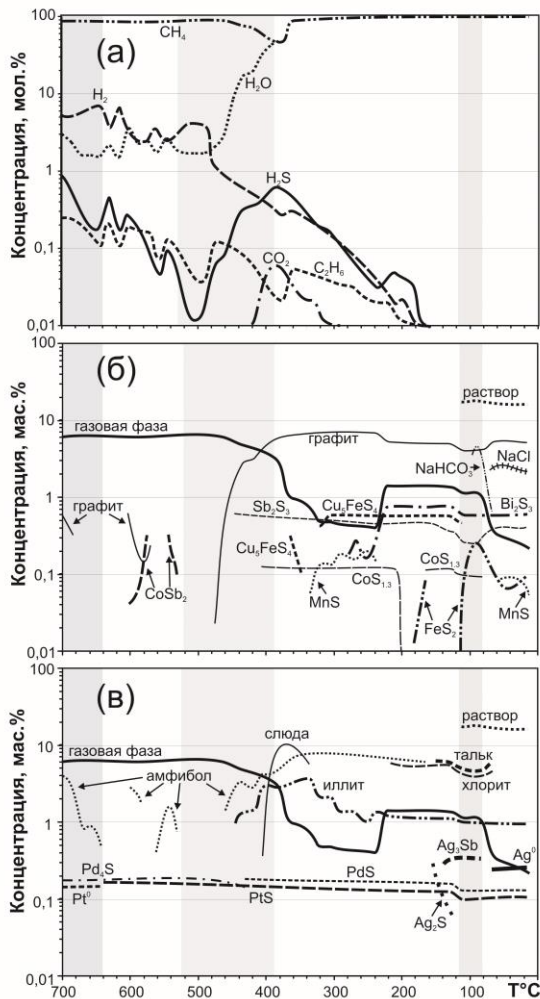 Концентрация, мол.%
100
10
1
0,1
0,01
(а)
CH₄
H₂
H₂O
H₂S
CO₂
C₂H₆
Концентрация, мас.%
100
10
1
0,1
0,01
(б)
раствор
газовая фаза
графит
NaHCO₃
NaCl
Sb₂S₃
Cu₅FeS₄
Bi₂S₃
графит
Cu₅FeS₄
CoS₁.₃
CoS₁.₃
CoSb₂
MnS
FeS₂
MnS
Концентрация, мас.%
100
10
1
0,1
0,01
(в)
раствор
слюда
газовая фаза
тальк
амфибол
иллит
хлорит
Ag₃Sb
Ag⁰
Pd₄S
PdS
Pt⁰
PtS
Ag₂S
700
600
500
400
300
200
100
T°C